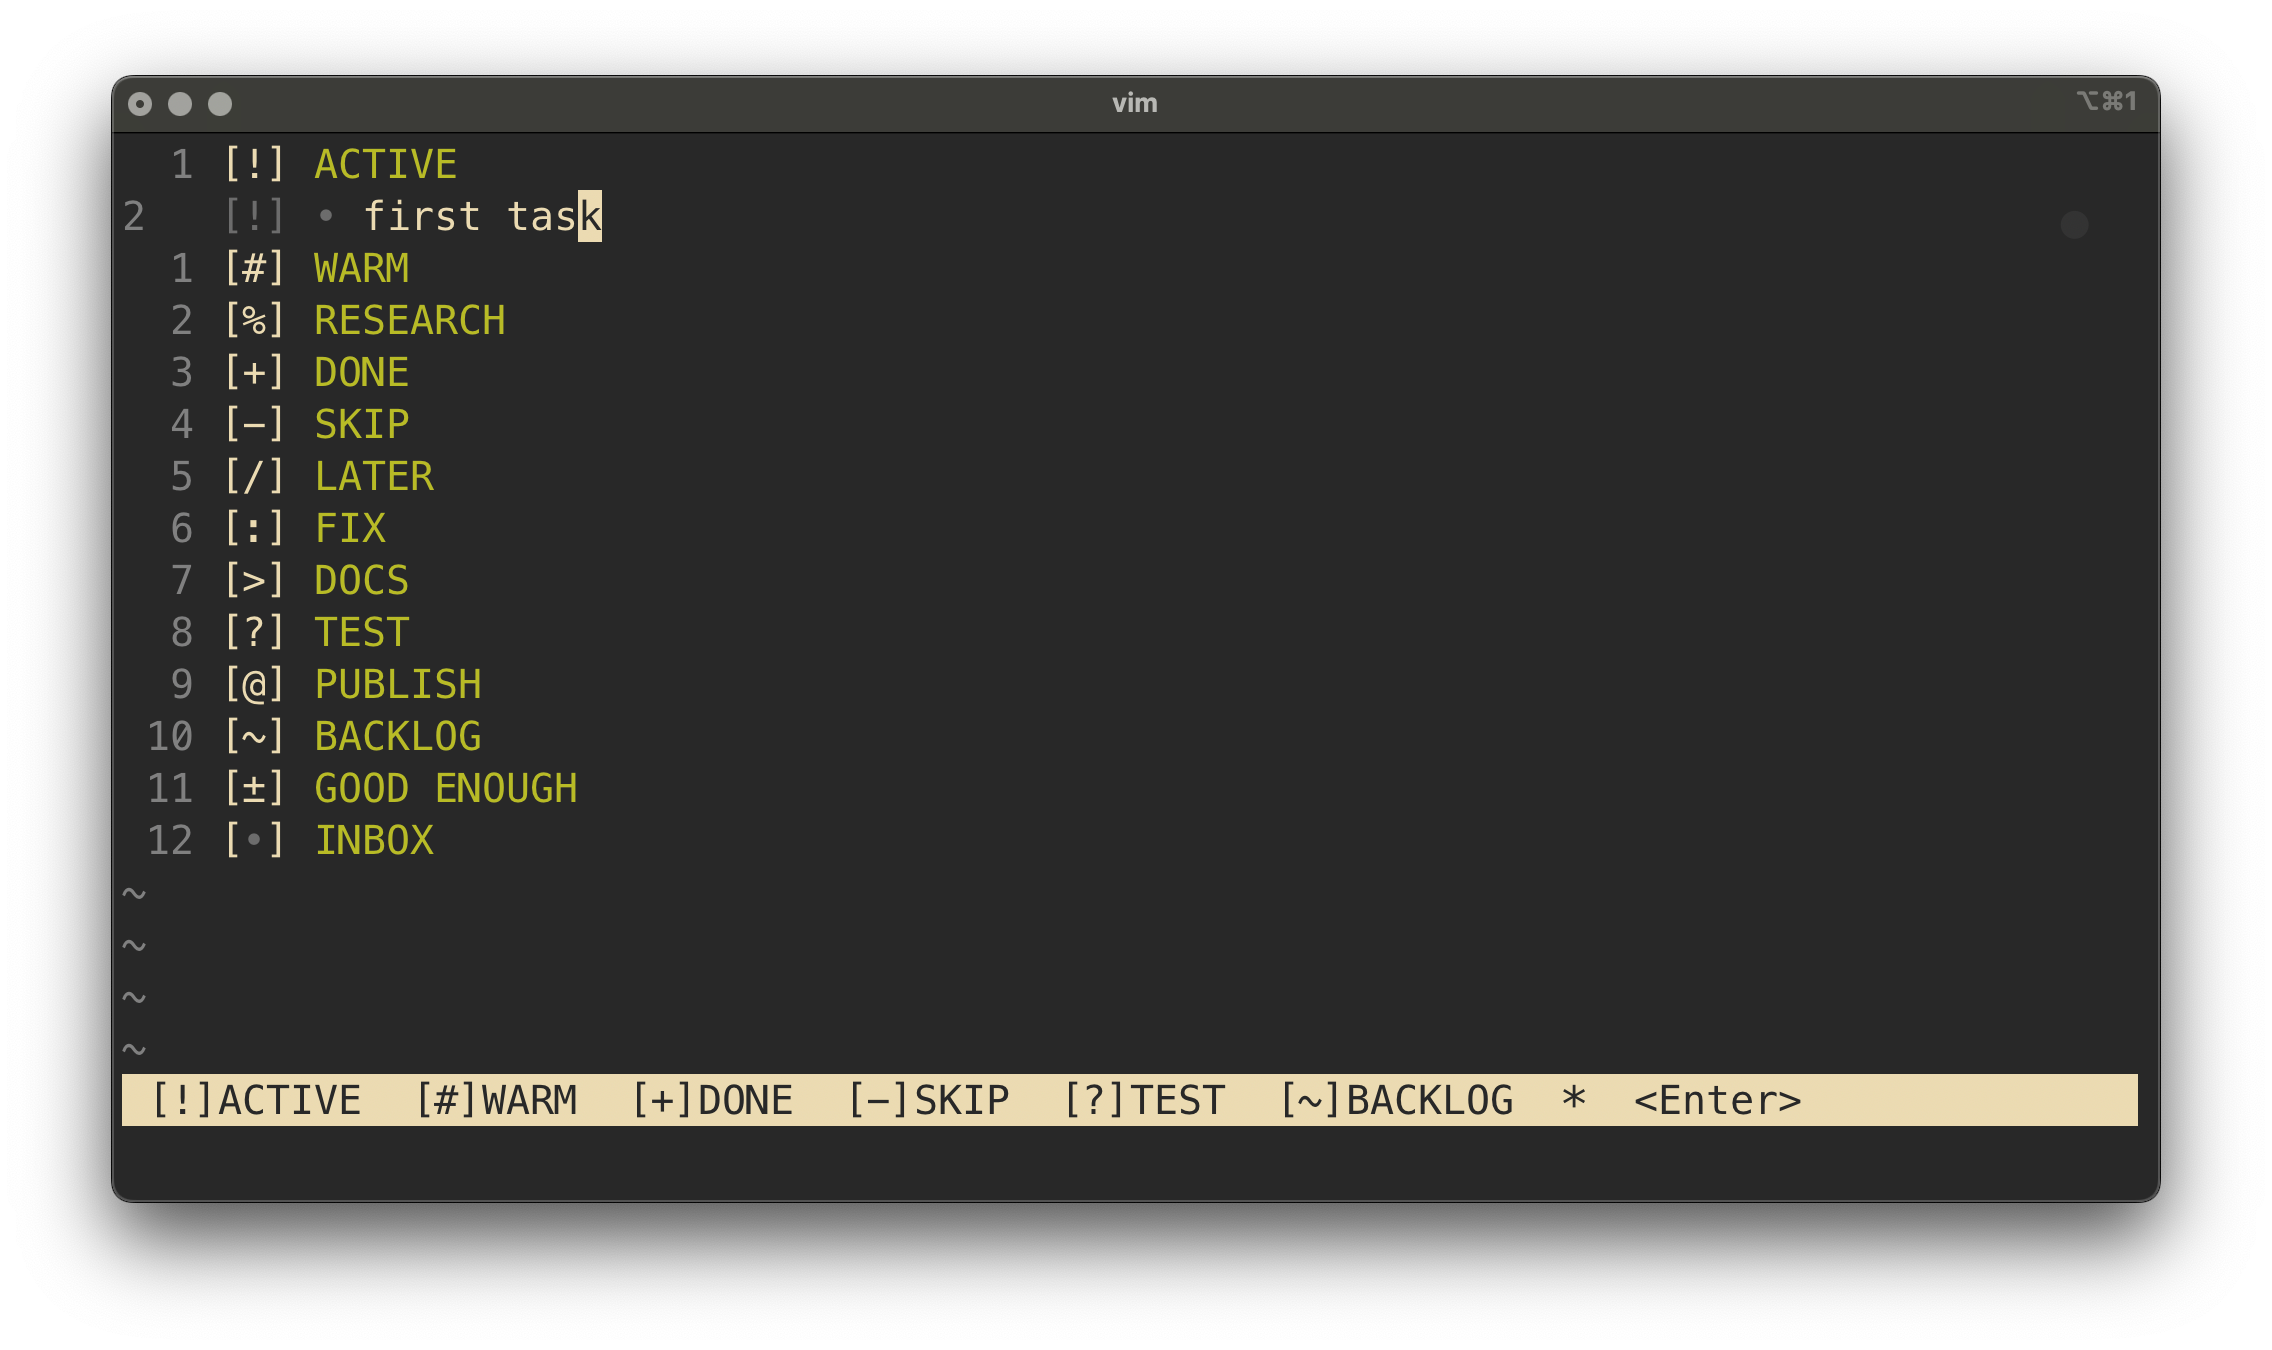 vim ⌥⌘1
1 [!] ACTIVE
2 [!] • first task
1 [#] WARM
2 [%] RESEARCH
3 [+] DONE
4 [-] SKIP
5 [/] LATER
6 [:] FIX
7 [>] DOCS
8 [?] TEST
9 [@] PUBLISH
10 [~] BACKLOG
11 [±] GOOD ENOUGH
12 [•] INBOX
~
~
~
~
[!]ACTIVE [#]WARM [+]DONE [-]SKIP [?]TEST [~]BACKLOG * <Enter>